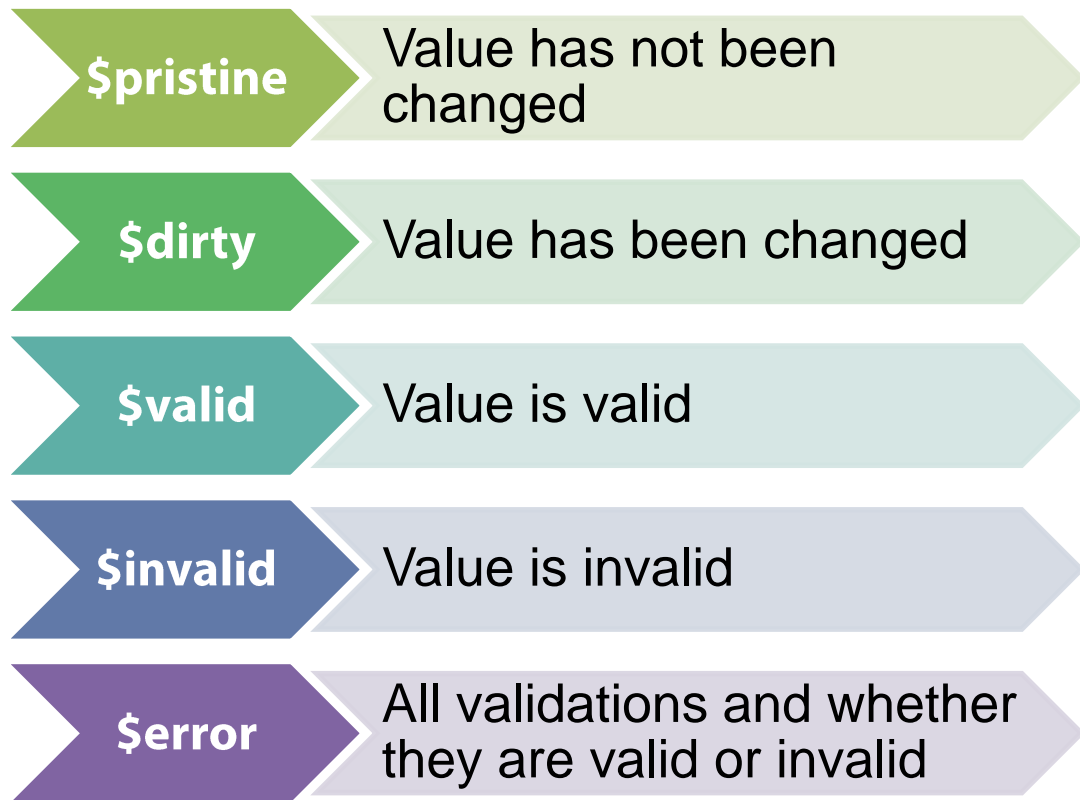 $pristine
Value has not been
changed
$dirty
Value has been changed
$valid
Value is valid
$invalid
Value is invalid
$error
All validations and whether
they are valid or invalid